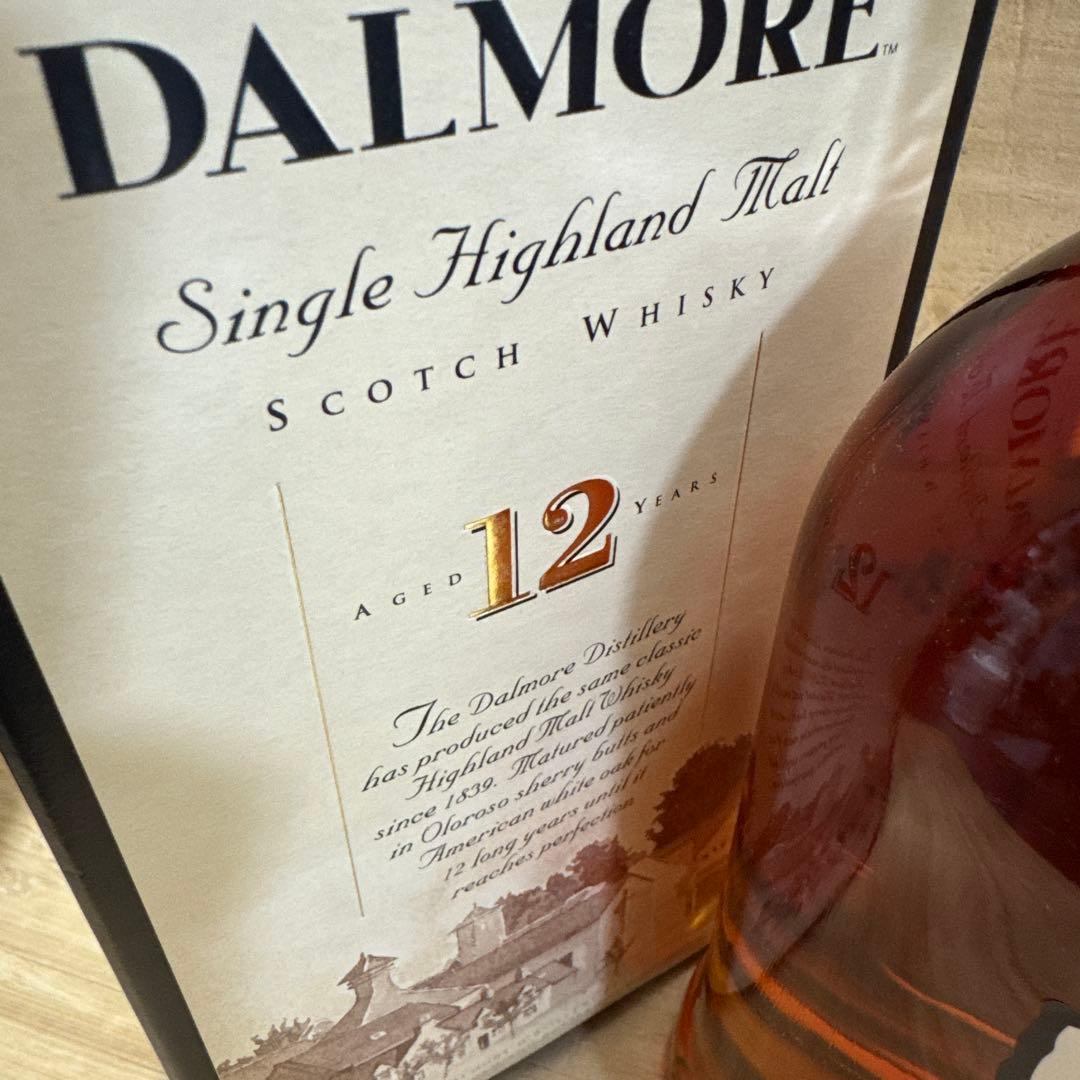 DALMORE™
Single Highland Malt
SCOTCH WHISKY
AGED 12 YEARS
The Dalmore Distillery
has produced the same classic
Highland Malt Whisky
since 1839. Matured patiently
in Oloroso sherry butts and
American white oak for
12 long years until it
reaches perfection